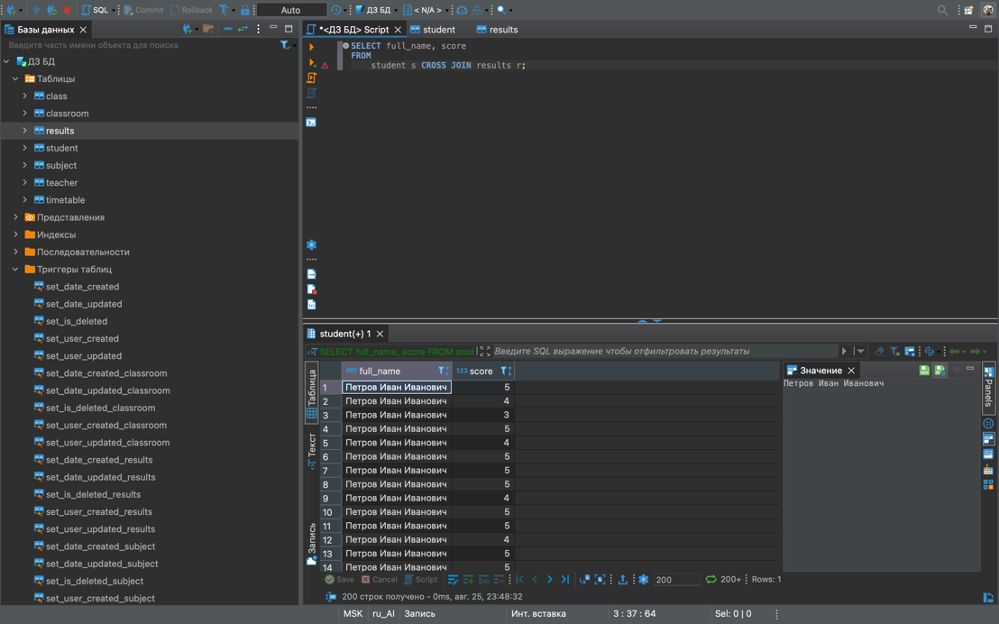 SQL
Commit
Rollback
Auto
ДЗ БД
< N/A >
Базы данных
*<ДЗ БД> Script
student
results
Введите часть имени объекта для поиска
ДЗ БД
Таблицы
class
classroom
results
student
subject
teacher
timetable
Представления
Индексы
Последовательности
Триггеры таблиц
set_date_created
set_date_updated
set_is_deleted
set_user_created
set_user_updated
set_date_created_classroom
set_date_updated_classroom
set_is_deleted_classroom
set_user_created_classroom
set_user_updated_classroom
set_date_created_results
set_date_updated_results
set_is_deleted_results
set_user_created_results
set_user_updated_results
set_date_created_subject
set_date_updated_subject
set_is_deleted_subject
set_user_created_subject
SELECT full_name, score
FROM
student s CROSS JOIN results r;
student(+) 1
SELECT full_name, score FROM stud
Введите SQL выражение чтобы отфильтровать результаты
Таблица
Текст
Запись
full_name 123 score
1 Петров Иван Иванович 5
2 Петров Иван Иванович 4
3 Петров Иван Иванович 3
4 Петров Иван Иванович 5
5 Петров Иван Иванович 4
6 Петров Иван Иванович 5
7 Петров Иван Иванович 5
8 Петров Иван Иванович 5
9 Петров Иван Иванович 4
10 Петров Иван Иванович 5
11 Петров Иван Иванович 5
12 Петров Иван Иванович 4
13 Петров Иван Иванович 5
14 Петров Иван Иванович 5
Значение
Петров Иван Иванович
Panels
Save
Cancel
Script
200
200+
Rows: 1
200 строк получено - 0ms, авг. 25, 23:48:32
MSK
ru_AI
Запись
Инт. вставка
3 : 37 : 64
Sel: 0 | 0